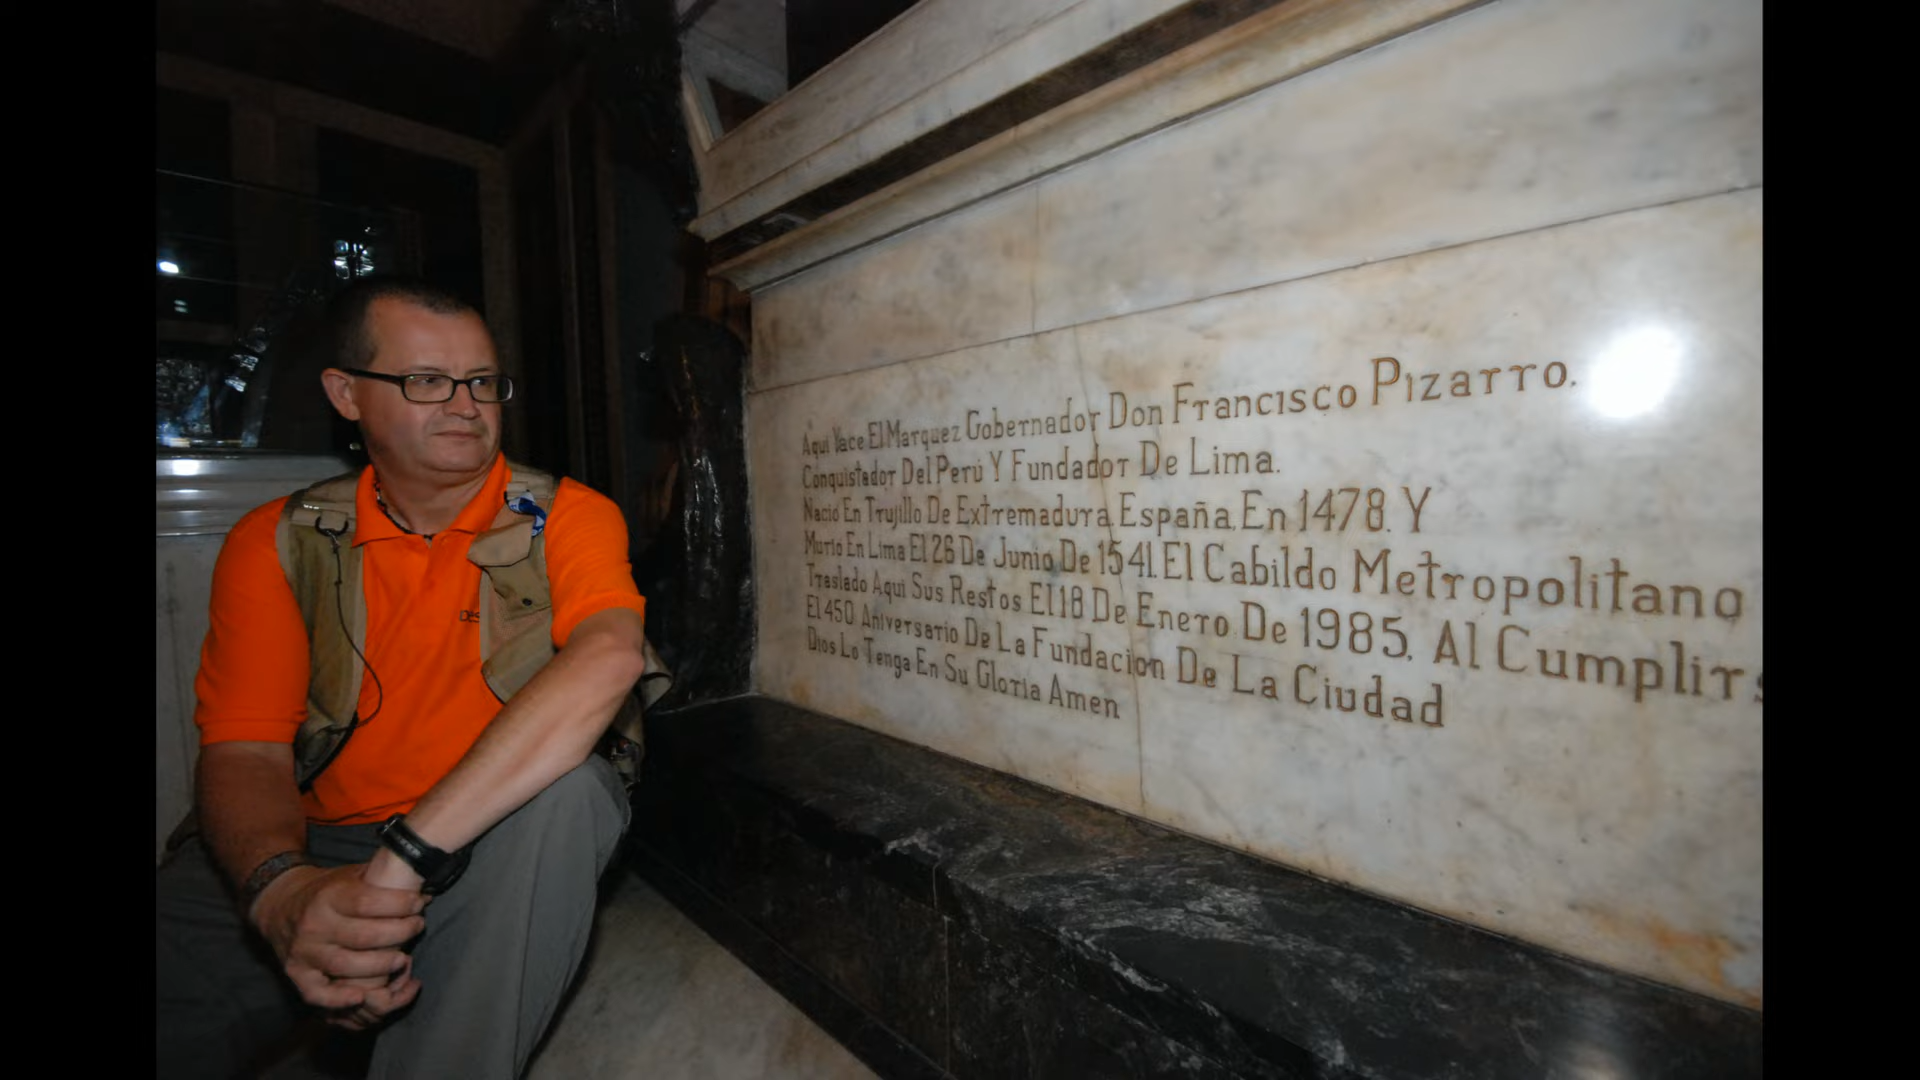 Aqui Yace El Marquez Gobernador Don Francisco Pizarro.
Conquistador Del Perú Y Fundador De Lima.
Nació En Trujillo De Extremadura España. En 1478. Y
Murio En Lima El 26 De Junio De 1541. El Cabildo Metropolitano
Traslado Aqui Sus Restos El 18 De Enero De 1985. Al Cumplirs
El 450 Aniversario De La Fundacion De La Ciudad
Dios Lo Tenga En Su Gloria Amen